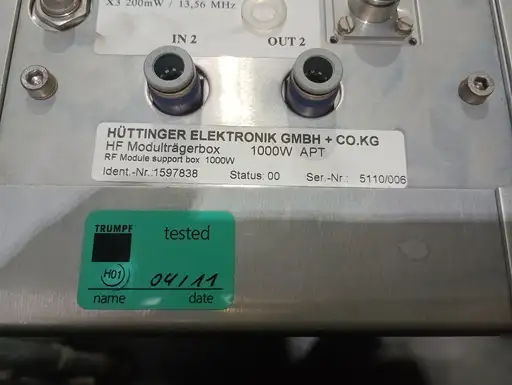 X3 200mW / 13,56 MHz
IN 2
OUT 2
HÜTTINGER ELEKTRONIK GMBH + CO.KG
HF Modulträgerbox 1000W APT
RF Module support box 1000W
Ident.-Nr.:1597838 Status: 00 Ser.-Nr.: 5110/006
TRUMPF
tested
H01
04/11
name date